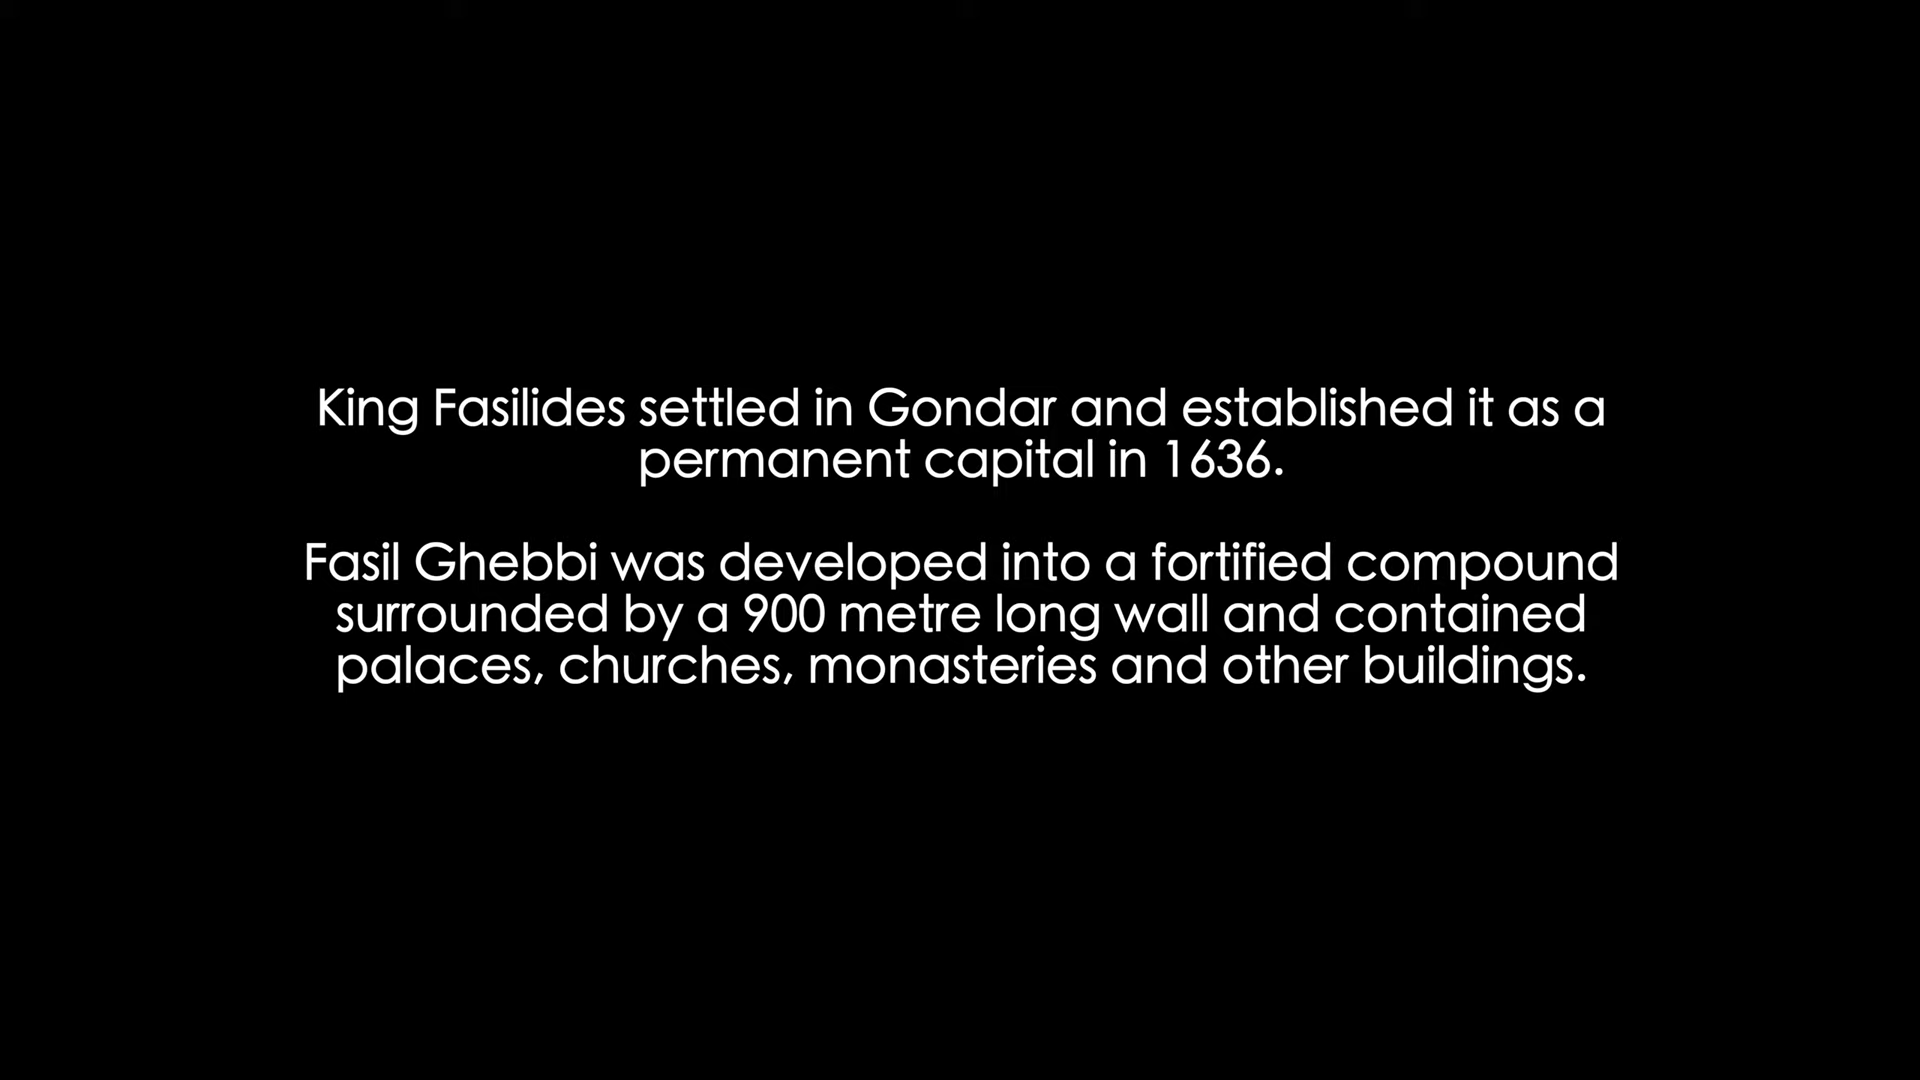 King Fasilides settled in Gondar and established it as a
permanent capital in 1636.
Fasil Ghebbi was developed into a fortified compound
surrounded by a 900 metre long wall and contained
palaces, churches, monasteries and other buildings.